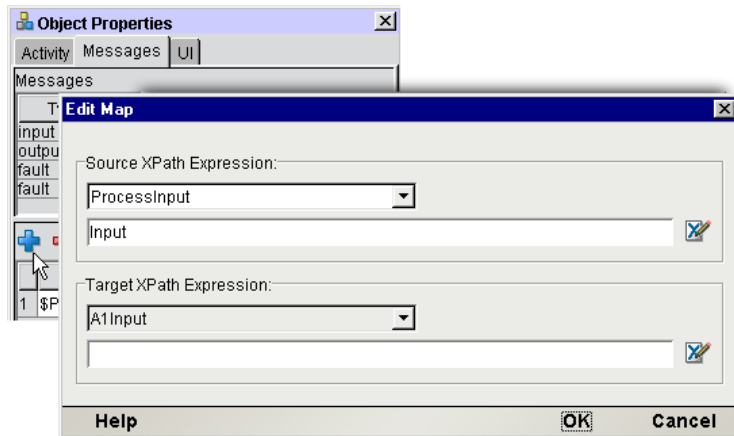 Object Properties
Activity Messages UI
Messages
Edit Map
input
outpu
fault
fault
Source XPath Expression:
ProcessInput
Input
Target XPath Expression:
1 $P
A1Input
Help OK Cancel